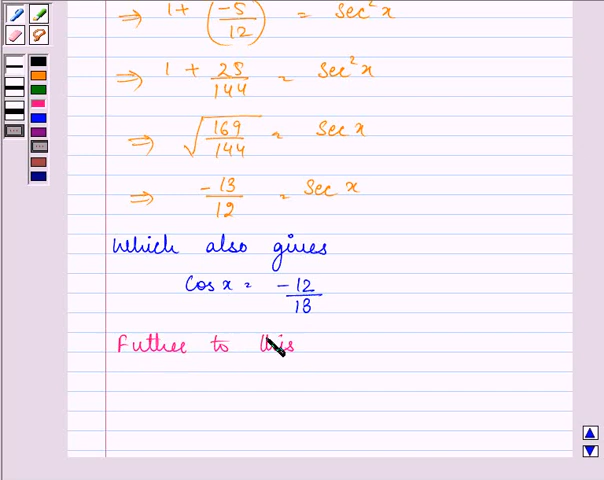 ⇒ 1 + (-5/12) = Sec²x
⇒ 1 + 25/144 = Sec²x
⇒ √169/144 = Sec x
⇒ -13/12 = Sec x
Which also gives
Cos x = -12/13
Futher to this